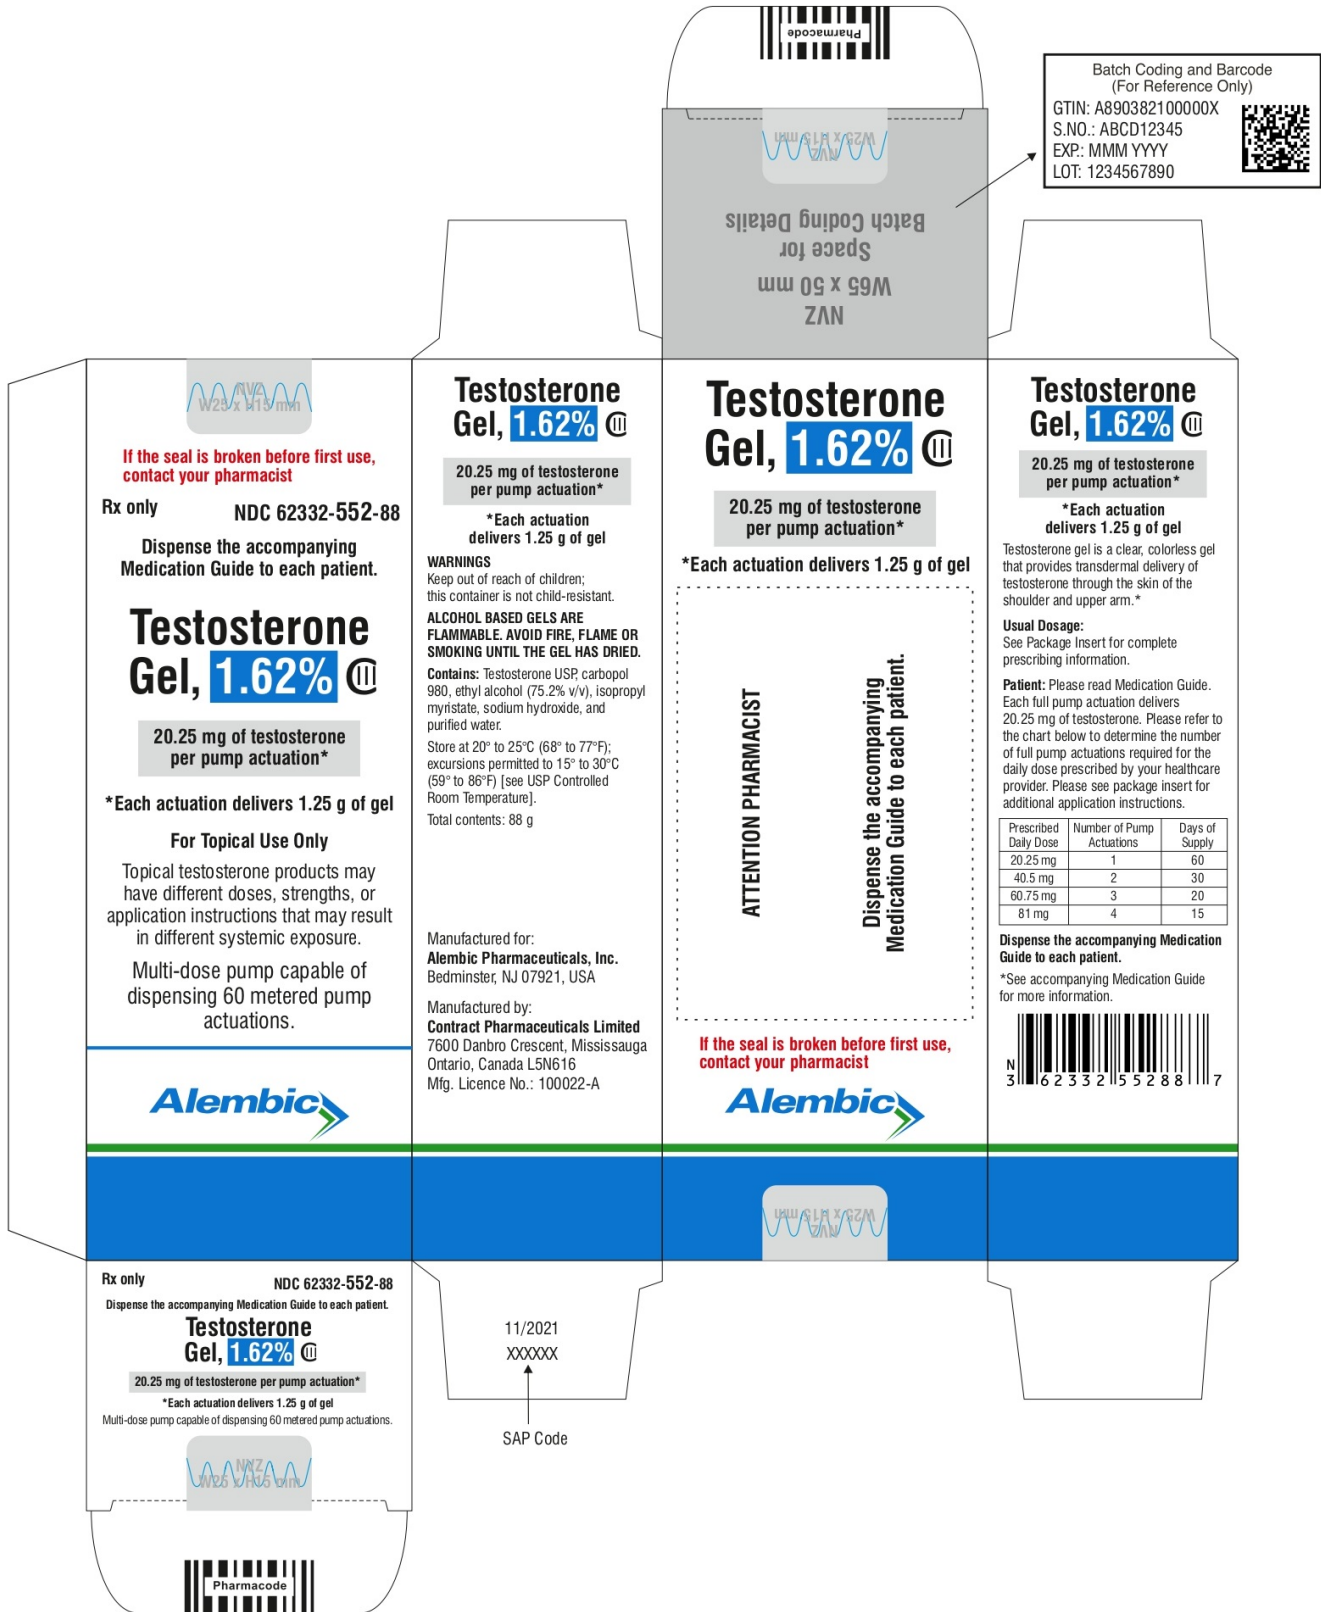 Pharmacode
Batch Coding and Barcode
(For Reference Only)
GTIN: A890382100000X
S.NO.: ABCD12345
EXP.: MMM YYYY
LOT: 1234567890
NVZ
W25 x H15 mm
NVZ
W65 x 50 mm
Space for
Batch Coding Details
NVZ
W25 x H15 mm
If the seal is broken before first use,
contact your pharmacist
Rx only
NDC 62332-552-88
Dispense the accompanying
Medication Guide to each patient.
Testosterone
Gel, 1.62% CIII
20.25 mg of testosterone
per pump actuation*
*Each actuation delivers 1.25 g of gel
For Topical Use Only
Topical testosterone products may
have different doses, strengths, or
application instructions that may result
in different systemic exposure.
Multi-dose pump capable of
dispensing 60 metered pump
actuations.
Alembic
Testosterone
Gel, 1.62% CIII
20.25 mg of testosterone
per pump actuation*
*Each actuation
delivers 1.25 g of gel
WARNINGS
Keep out of reach of children;
this container is not child-resistant.
ALCOHOL BASED GELS ARE
FLAMMABLE. AVOID FIRE, FLAME OR
SMOKING UNTIL THE GEL HAS DRIED.
Contains: Testosterone USP, carbopol
980, ethyl alcohol (75.2% v/v), isopropyl
myristate, sodium hydroxide, and
purified water.
Store at 20° to 25°C (68° to 77°F);
excursions permitted to 15° to 30°C
(59° to 86°F) [see USP Controlled
Room Temperature].
Total contents: 88 g
Manufactured for:
Alembic Pharmaceuticals, Inc.
Bedminster, NJ 07921, USA
Manufactured by:
Contract Pharmaceuticals Limited
7600 Danbro Crescent, Mississauga
Ontario, Canada L5N616
Mfg. Licence No.: 100022-A
Testosterone
Gel, 1.62% CIII
20.25 mg of testosterone
per pump actuation*
*Each actuation delivers 1.25 g of gel
ATTENTION PHARMACIST
Dispense the accompanying
Medication Guide to each patient.
If the seal is broken before first use,
contact your pharmacist
Alembic
NVZ
W25 x H15 mm
Testosterone
Gel, 1.62% CIII
20.25 mg of testosterone
per pump actuation*
*Each actuation
delivers 1.25 g of gel
Testosterone gel is a clear, colorless gel
that provides transdermal delivery of
testosterone through the skin of the
shoulder and upper arm.*
Usual Dosage:
See Package Insert for complete
prescribing information.
Patient: Please read Medication Guide.
Each full pump actuation delivers
20.25 mg of testosterone. Please refer to
the chart below to determine the number
of full pump actuations required for the
daily dose prescribed by your healthcare
provider. Please see package insert for
additional application instructions.
Prescribed Number of Pump Days of
Daily Dose Actuations Supply
20.25 mg 1 60
40.5 mg 2 30
60.75 mg 3 20
81 mg 4 15
Dispense the accompanying Medication
Guide to each patient.
*See accompanying Medication Guide
for more information.
N
3 62332 55288 7
Rx only
NDC 62332-552-88
Dispense the accompanying Medication Guide to each patient.
Testosterone
Gel, 1.62% CIII
20.25 mg of testosterone per pump actuation*
*Each actuation delivers 1.25 g of gel
Multi-dose pump capable of dispensing 60 metered pump actuations.
NVZ
W25 x H15 mm
Pharmacode
11/2021
XXXXXX
SAP Code